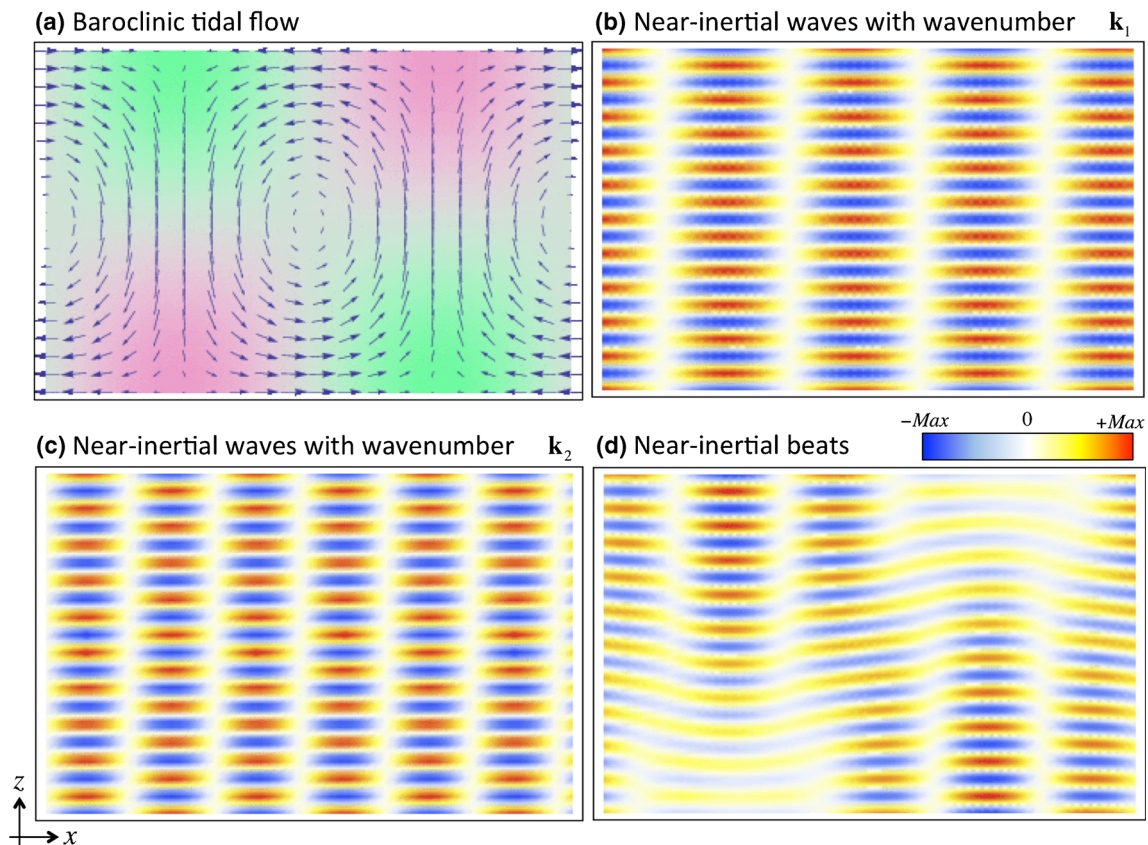 (a) Baroclinic tidal flow
(b) Near-inertial waves with wavenumber k1
(c) Near-inertial waves with wavenumber k2
(d) Near-inertial beats
−Max 0 +Max
z
x